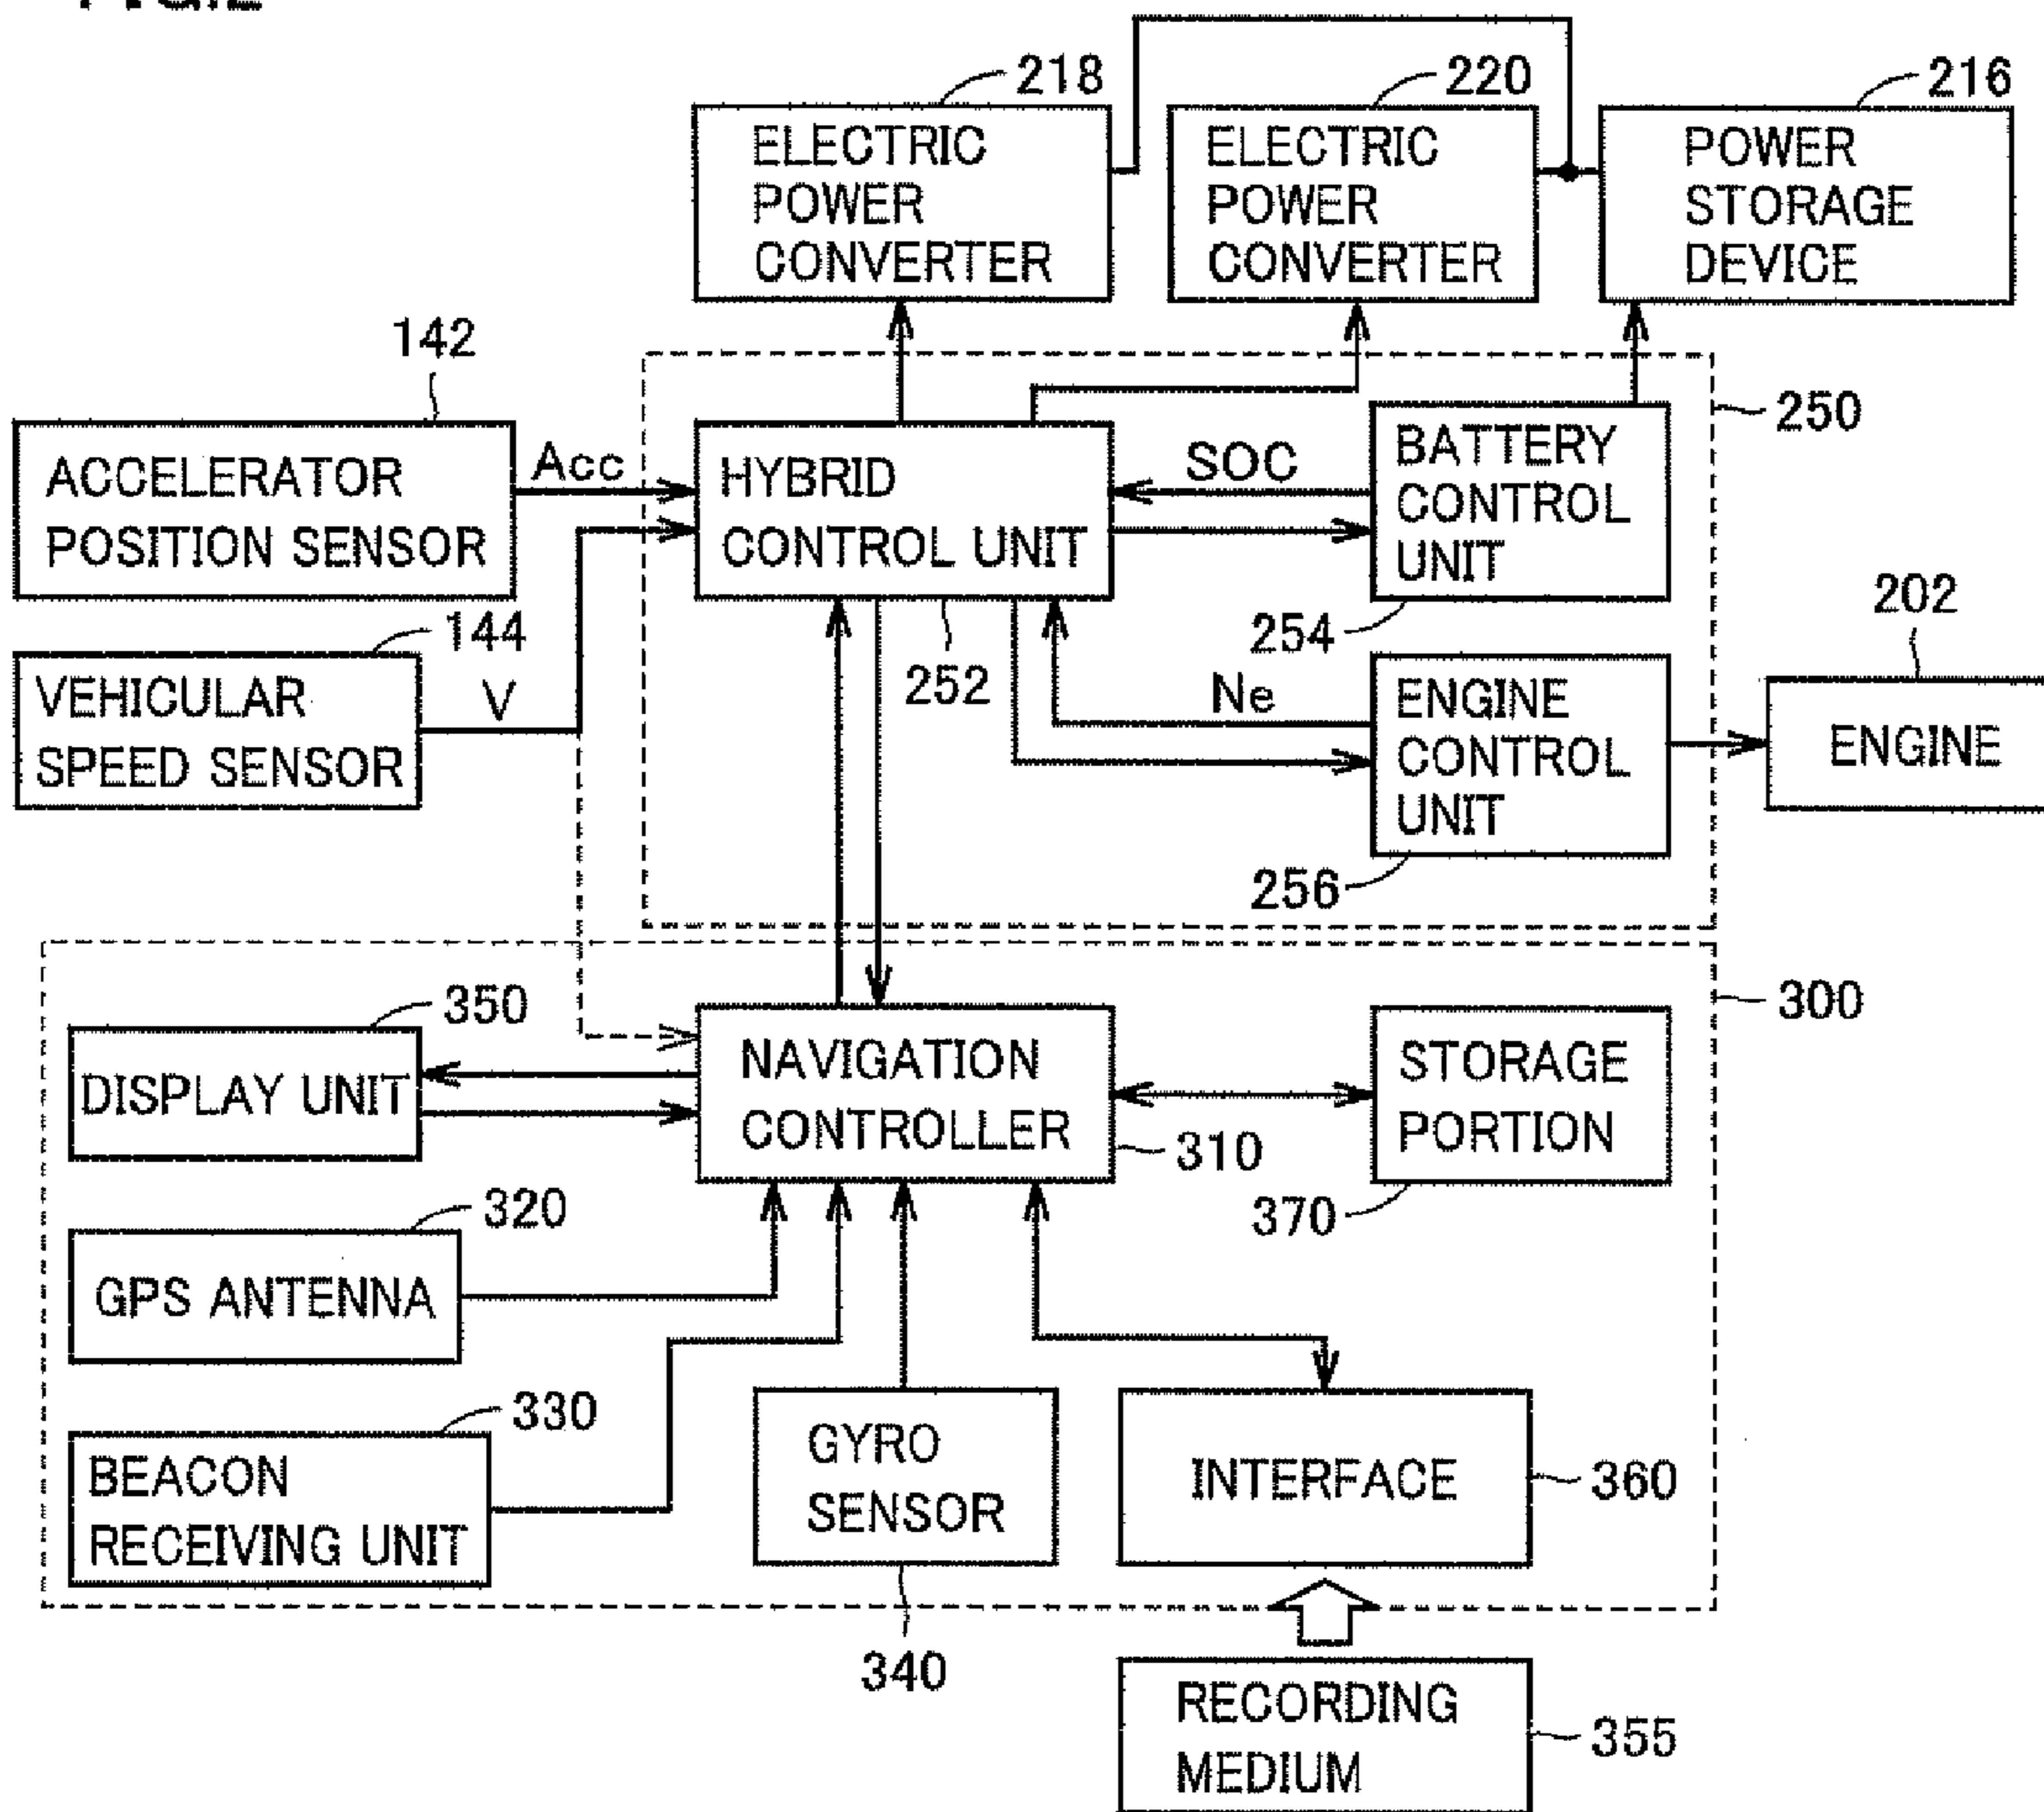 218
220
216
ELECTRIC
POWER
CONVERTER
ELECTRIC
POWER
CONVERTER
POWER
STORAGE
DEVICE
142
250
ACCELERATOR
POSITION SENSOR
Acc
HYBRID
CONTROL UNIT
SOC
BATTERY
CONTROL
UNIT
144
252
254
202
VEHICULAR
SPEED SENSOR
V
Ne
ENGINE
CONTROL
UNIT
ENGINE
256
350
300
DISPLAY UNIT
NAVIGATION
CONTROLLER
310
STORAGE
PORTION
370
320
GPS ANTENNA
330
BEACON
RECEIVING UNIT
GYRO
SENSOR
INTERFACE
360
340
RECORDING
MEDIUM
355